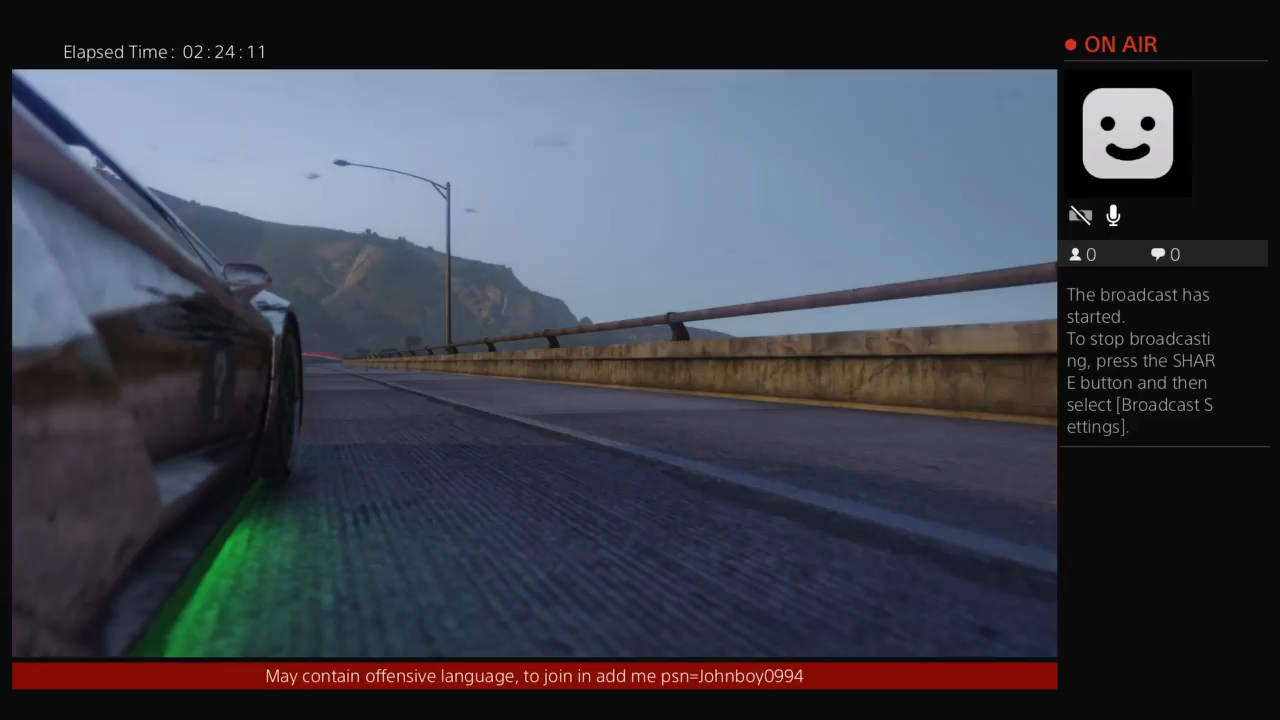 Elapsed Time: 02:24:11
ON AIR
0 0
The broadcast has
started.
To stop broadcasti
ng, press the SHAR
E button and then
select [Broadcast S
ettings].
May contain offensive language, to join in add me psn=Johnboy0994